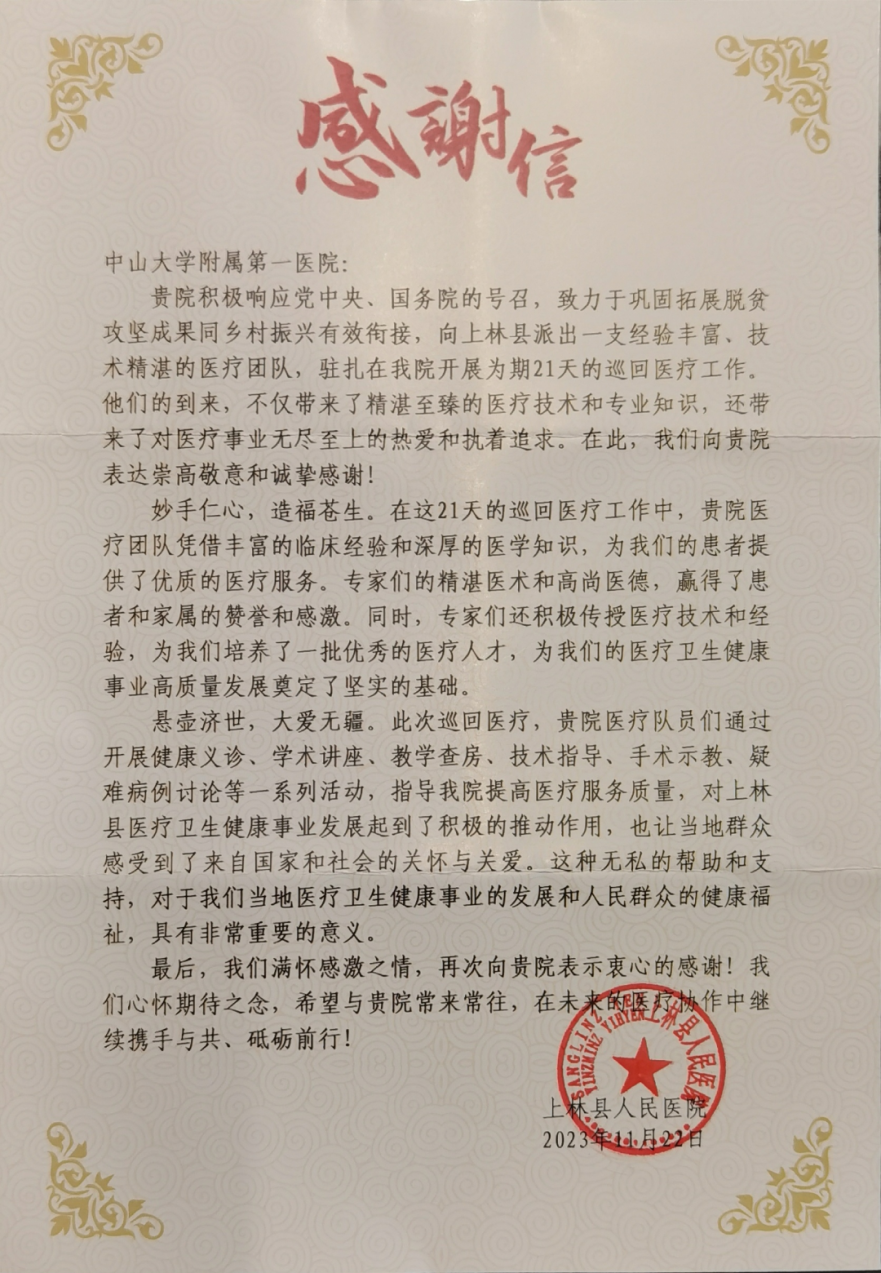 感謝信
中山大学附属第一医院：
贵院积极响应党中央、国务院的号召，致力于巩固拓展脱贫
攻坚成果同乡村振兴有效衔接，向上林县派出一支经验丰富、技
术精湛的医疗团队，驻扎在我院开展为期21天的巡回医疗工作。
他们的到来，不仅带来了精湛至臻的医疗技术和专业知识，还带
来了对医疗事业无尽至上的热爱和执着追求。在此，我们向贵院
表达崇高敬意和诚挚感谢！
妙手仁心，造福苍生。在这21天的巡回医疗工作中，贵院医
疗团队凭借丰富的临床经验和深厚的医学知识，为我们的患者提
供了优质的医疗服务。专家们的精湛医术和高尚医德，赢得了患
者和家属的赞誉和感激。同时，专家们还积极传授医疗技术和经
验，为我们培养了一批优秀的医疗人才，为我们的医疗卫生健康
事业高质量发展奠定了坚实的基础。
悬壶济世，大爱无疆。此次巡回医疗，贵院医疗队员们通过
开展健康义诊、学术讲座、教学查房、技术指导、手术示教、疑
难病例讨论等一系列活动，指导我院提高医疗服务质量，对上林
县医疗卫生健康事业发展起到了积极的推动作用，也让当地群众
感受到了来自国家和社会的关怀与关爱。这种无私的帮助和支
持，对于我们当地医疗卫生健康事业的发展和人民群众的健康福
祉，具有非常重要的意义。
最后，我们满怀感激之情，再次向贵院表示衷心的感谢！我
们心怀期待之念，希望与贵院常来常往，在未来的医疗协作中继
续携手与共、砥砺前行！
上林县人民医院
SANGLINZ
YINZMINZ YIHYEN
上林县人民医院
2023年11月22日